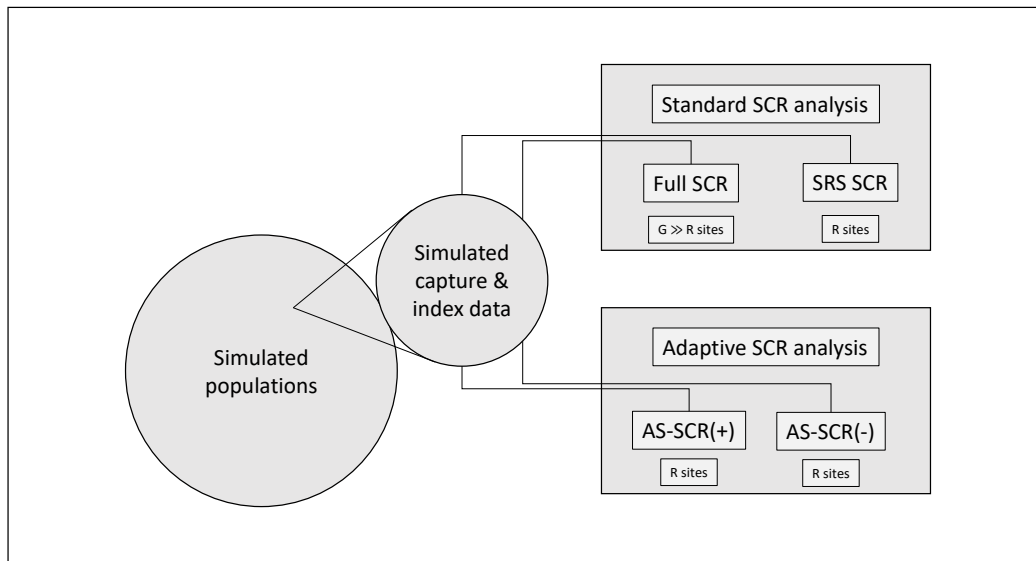 Simulated
populations
Simulated
capture &
index data
Standard SCR analysis
Full SCR
SRS SCR
G ≫ R sites
R sites
Adaptive SCR analysis
AS-SCR(+)
AS-SCR(-)
R sites
R sites